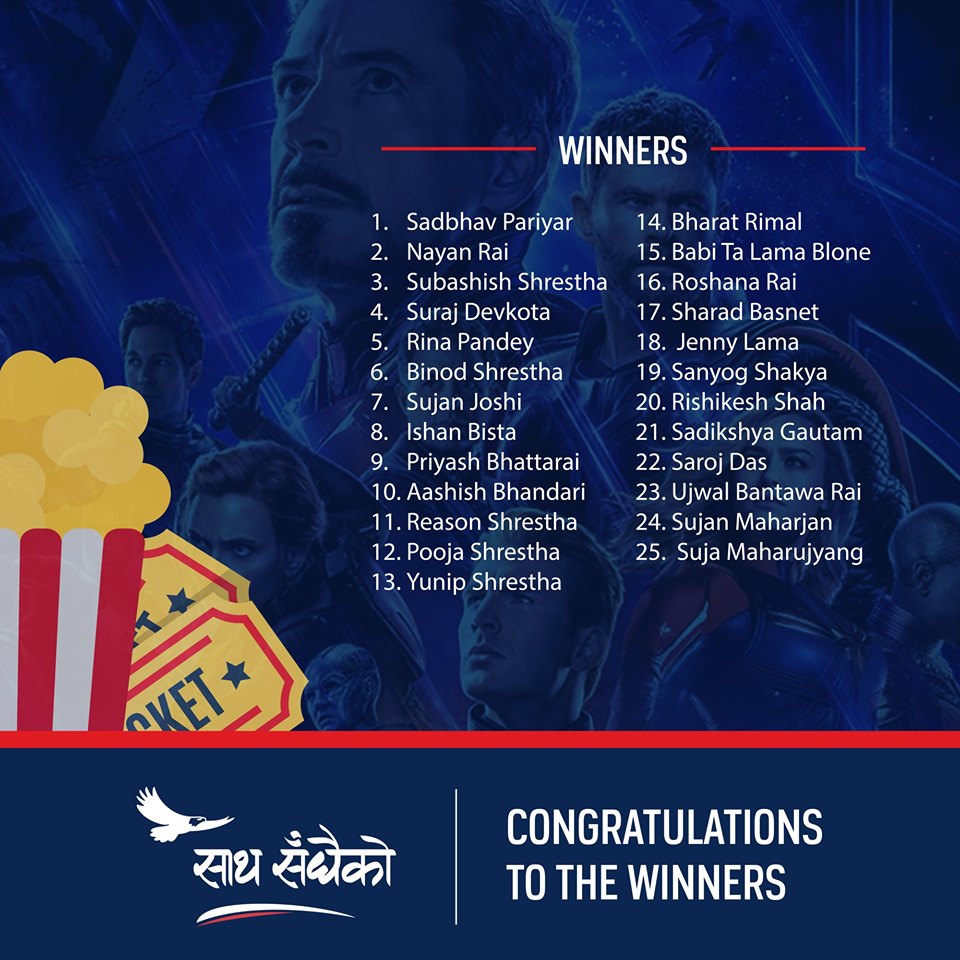 WINNERS
1. Sadbhav Pariyar
2. Nayan Rai
3. Subashish Shrestha
4. Suraj Devkota
5. Rina Pandey
6. Binod Shrestha
7. Sujan Joshi
8. Ishan Bista
9. Priyash Bhattarai
10. Aashish Bhandari
11. Reason Shrestha
12. Pooja Shrestha
13. Yunip Shrestha
14. Bharat Rimal
15. Babi Ta Lama Blone
16. Roshana Rai
17. Sharad Basnet
18. Jenny Lama
19. Sanyog Shakya
20. Rishikesh Shah
21. Sadikshya Gautam
22. Saroj Das
23. Ujwal Bantawa Rai
24. Sujan Maharjan
25. Suja Maharujyang
CKET
साथ सँधैको
CONGRATULATIONS
TO THE WINNERS